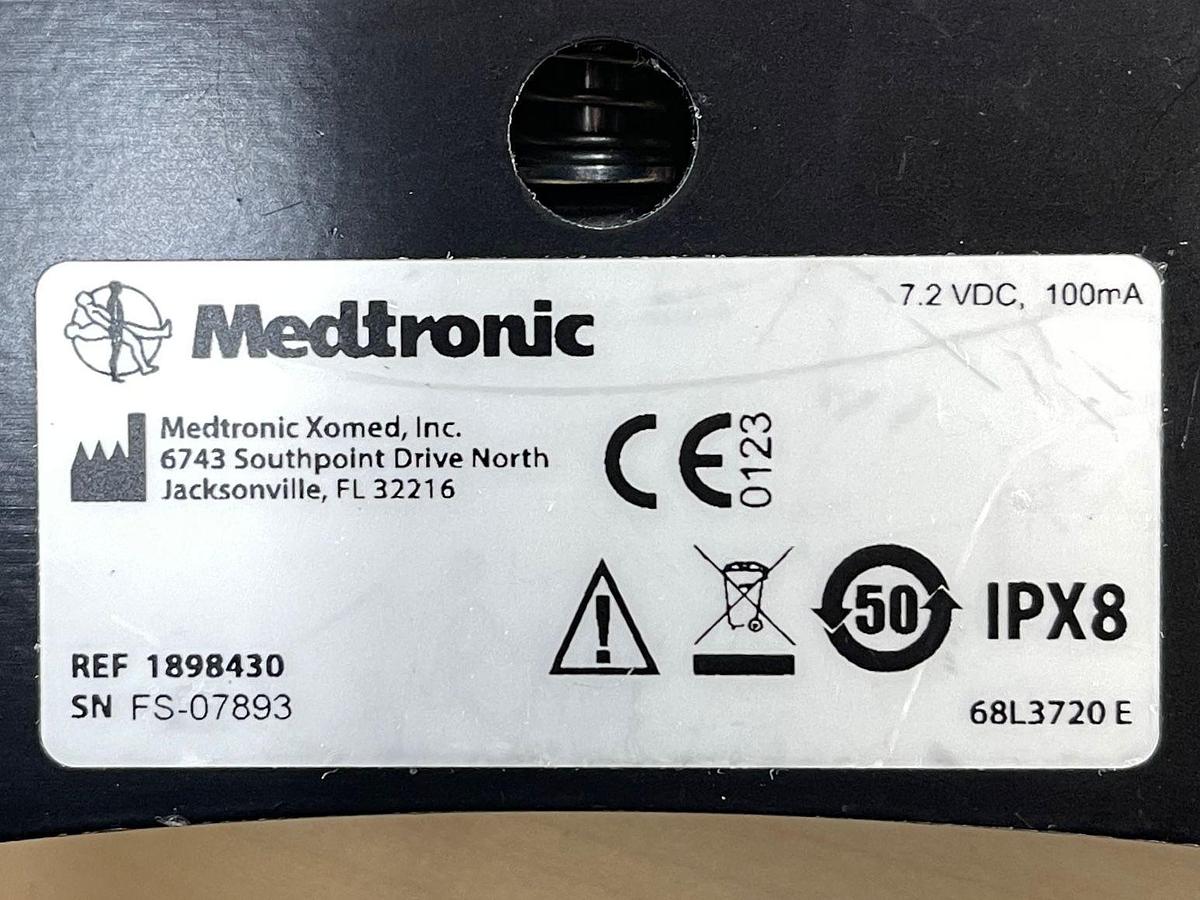 Medtronic
7.2 VDC, 100mA
Medtronic Xomed, Inc.
6743 Southpoint Drive North
Jacksonville, FL 32216
CE 0123
50
IPX8
REF 1898430
SN FS-07893
68L3720 E